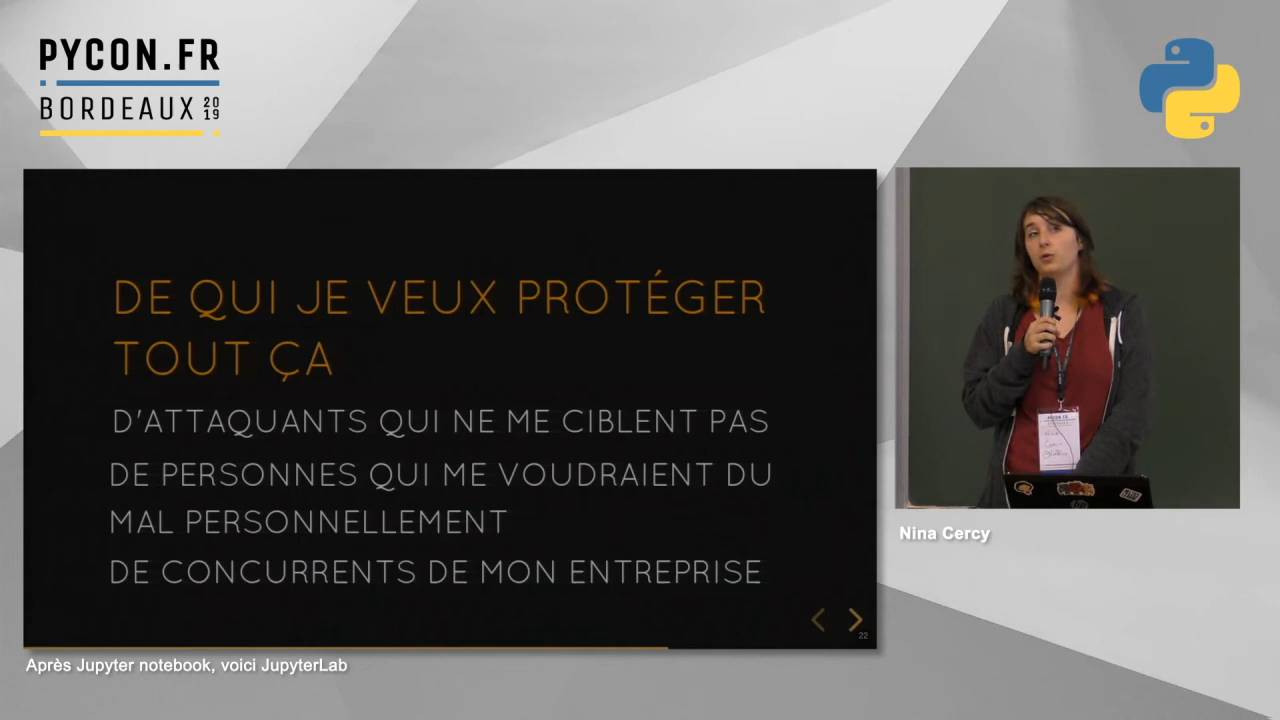 PYCON.FR
BORDEAUX 2019
DE QUI JE VEUX PROTÉGER
TOUT ÇA
D'ATTAQUANTS QUI NE ME CIBLENT PAS
DE PERSONNES QUI ME VOUDRAIENT DU
MAL PERSONNELLEMENT
DE CONCURRENTS DE MON ENTREPRISE
22
PYCON.FR
Nina Cercy
Après Jupyter notebook, voici JupyterLab